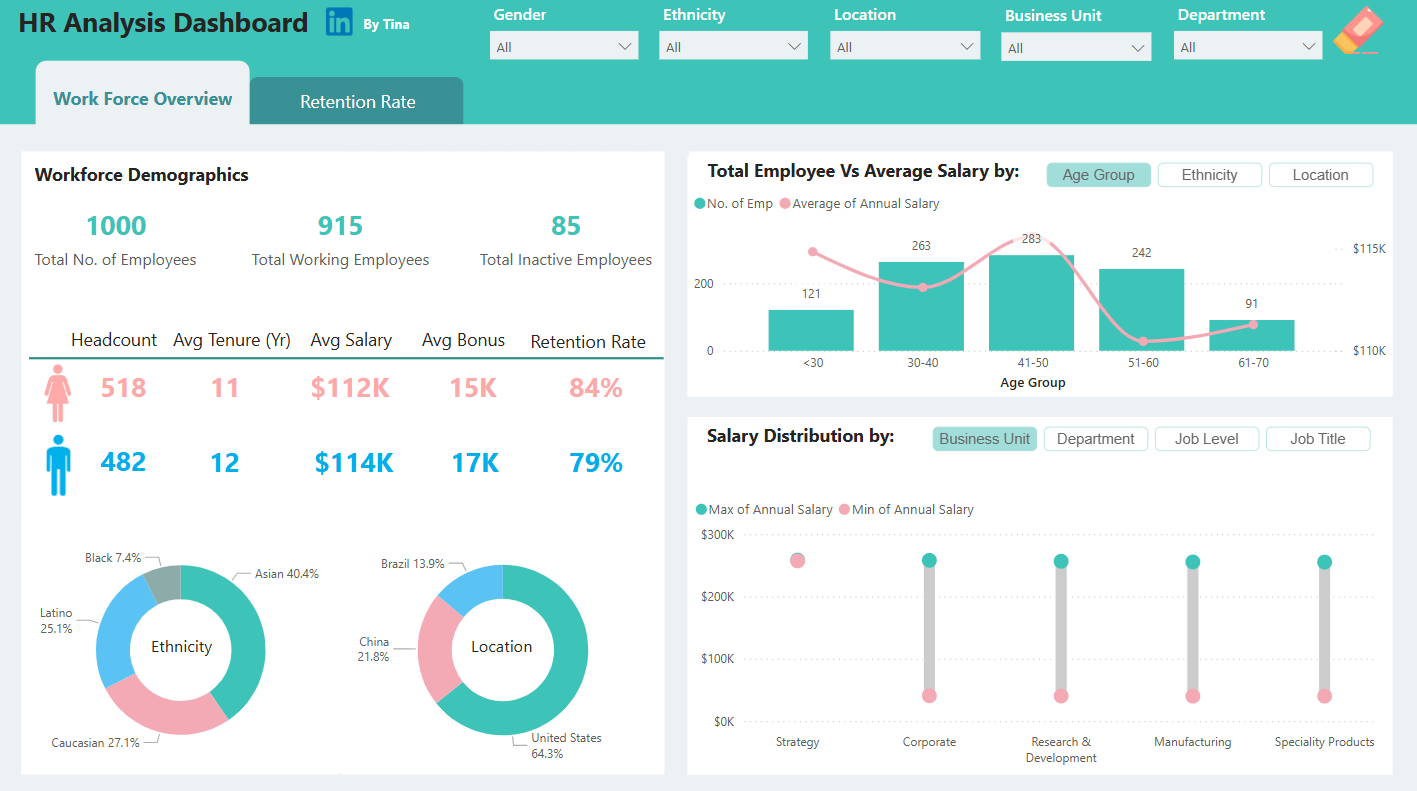 HR Analysis Dashboard
in
By Tina
Gender
Ethnicity
Location
Business Unit
Department
All
All
All
All
All
Work Force Overview
Retention Rate
Workforce Demographics
1000
915
85
Total No. of Employees
Total Working Employees
Total Inactive Employees
Headcount
Avg Tenure (Yr)
Avg Salary
Avg Bonus
Retention Rate
518
11
$112K
15K
84%
482
12
$114K
17K
79%
Black 7.4%
Asian 40.4%
Latino
25.1%
Ethnicity
Caucasian 27.1%
Brazil 13.9%
China
21.8%
Location
United States
64.3%
Total Employee Vs Average Salary by:
Age Group
Ethnicity
Location
No. of Emp
Average of Annual Salary
200
0
121
263
283
242
91
$115K
$110K
<30
30-40
41-50
51-60
61-70
Age Group
Salary Distribution by:
Business Unit
Department
Job Level
Job Title
Max of Annual Salary
Min of Annual Salary
$300K
$200K
$100K
$0K
Strategy
Corporate
Research &
Development
Manufacturing
Speciality Products